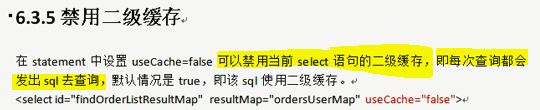 ▪6.3.5 禁用二级缓存
在 statement 中设置 useCache=false 可以禁用当前 select 语句的二级缓存，即每次查询都会
发出 sql 去查询，默认情况是 true，即该 sql 使用二级缓存。
<select id="findOrderListResultMap" resultMap="ordersUserMap" useCache="false">